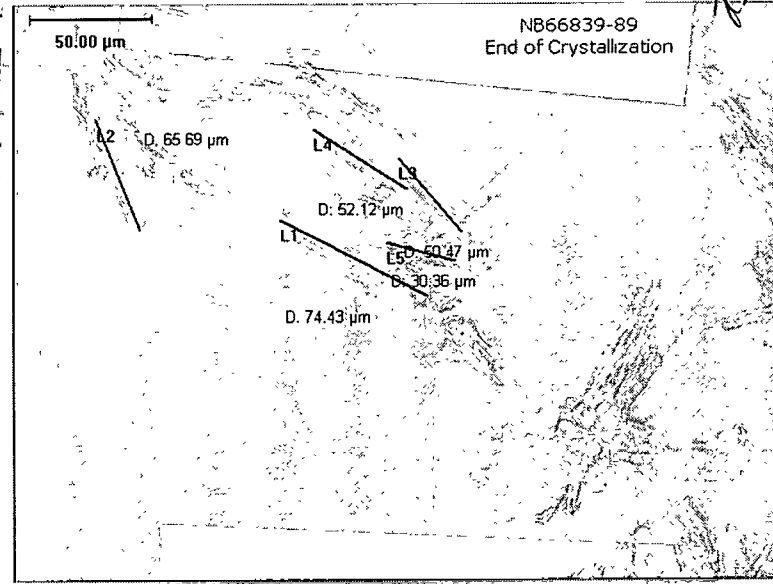 50.00 µm
NB66839-89
End of Crystallization
L2
D. 65 69 µm
L4
L3
D: 52.12 µm
L1
L5
D: 50.47 µm
D: 30.36 µm
D. 74.43 µm